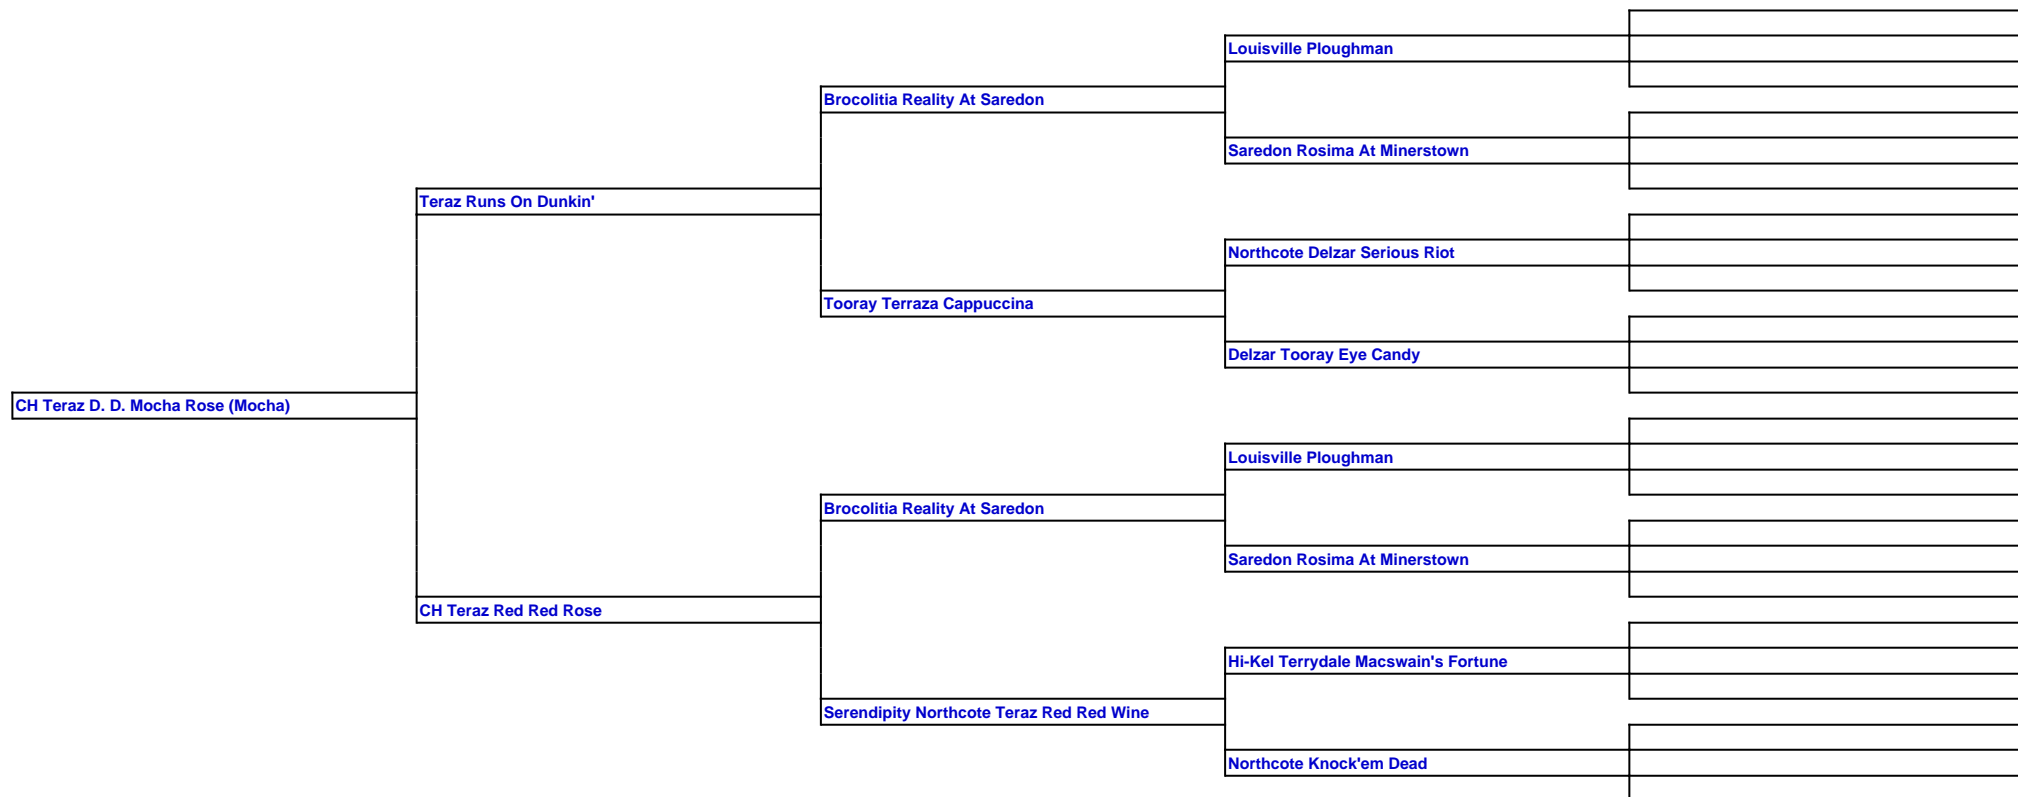 Louisville Ploughman
Brocolitia Reality At Saredon
Saredon Rosima At Minerstown
Teraz Runs On Dunkin'
Northcote Delzar Serious Riot
Tooray Terraza Cappuccina
Delzar Tooray Eye Candy
CH Teraz D. D. Mocha Rose (Mocha)
Louisville Ploughman
Brocolitia Reality At Saredon
Saredon Rosima At Minerstown
CH Teraz Red Red Rose
Hi-Kel Terrydale Macswain's Fortune
Serendipity Northcote Teraz Red Red Wine
Northcote Knock'em Dead